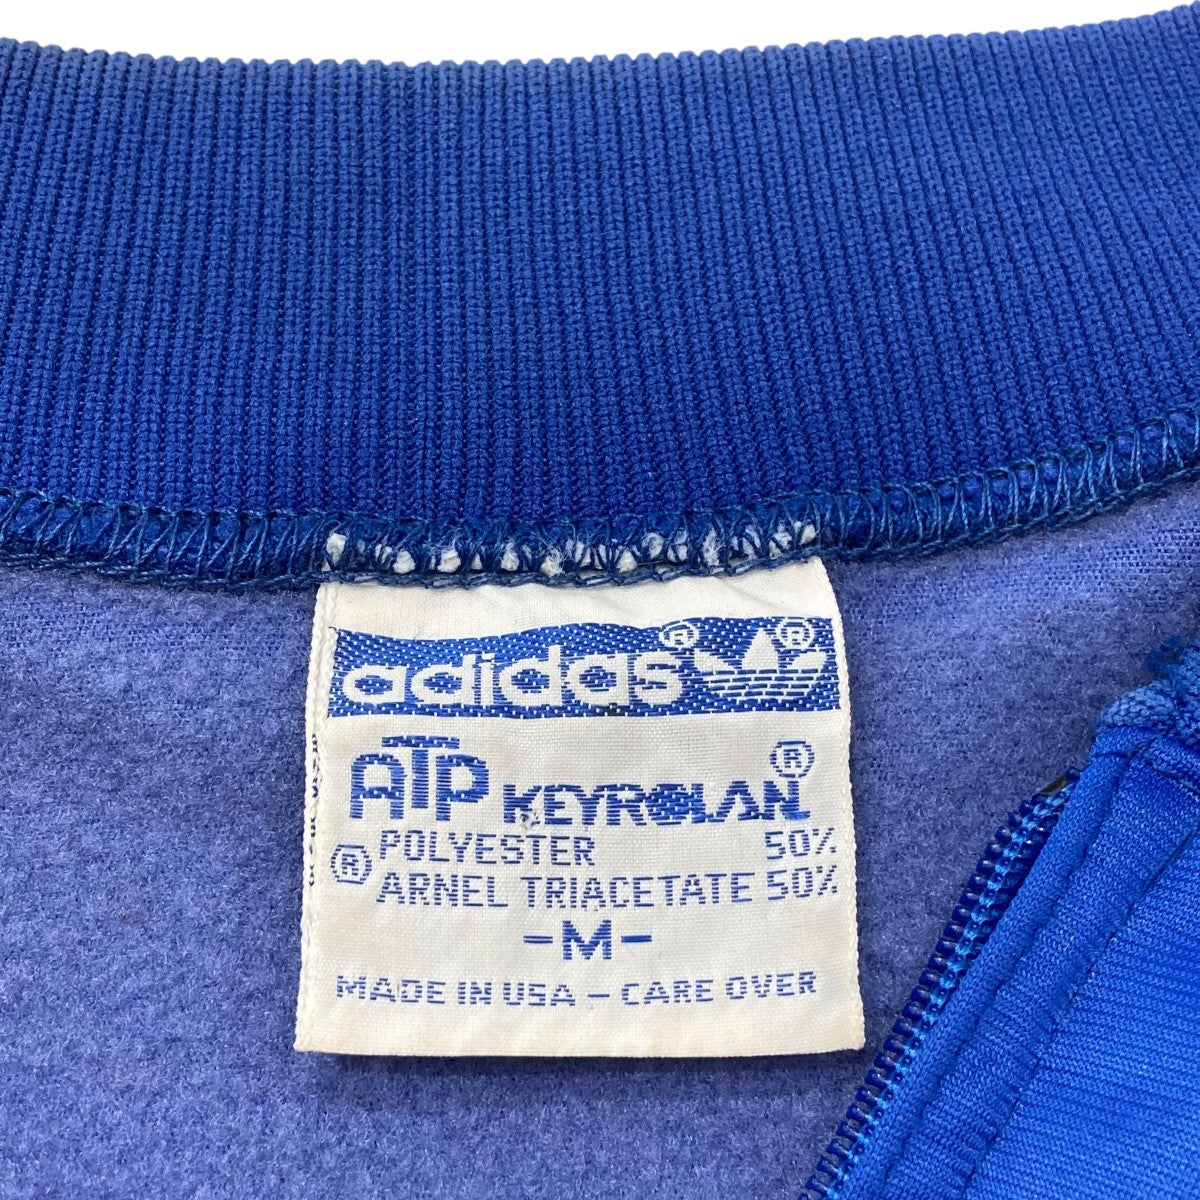 adidas® ®
ATP KEYROLAN®
POLYESTER 50%
® ARNEL TRIACETATE 50%
-M-
MADE IN USA - CARE OVER